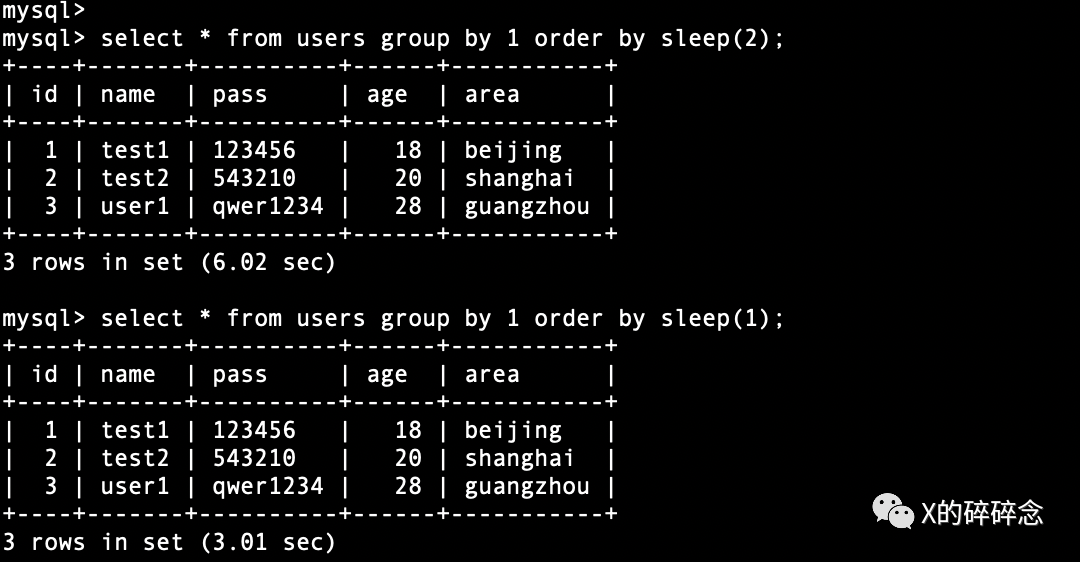 mysql>
mysql> select * from users group by 1 order by sleep(2);
+----+-------+----------+------+-----------+
| id | name  | pass     | age  | area      |
+----+-------+----------+------+-----------+
|  1 | test1 | 123456   |   18 | beijing   |
|  2 | test2 | 543210   |   20 | shanghai  |
|  3 | user1 | qwer1234 |   28 | guangzhou |
+----+-------+----------+------+-----------+
3 rows in set (6.02 sec)

mysql> select * from users group by 1 order by sleep(1);
+----+-------+----------+------+-----------+
| id | name  | pass     | age  | area      |
+----+-------+----------+------+-----------+
|  1 | test1 | 123456   |   18 | beijing   |
|  2 | test2 | 543210   |   20 | shanghai  |
|  3 | user1 | qwer1234 |   28 | guangzhou |
+----+-------+----------+------+-----------+
3 rows in set (3.01 sec)
X的碎碎念